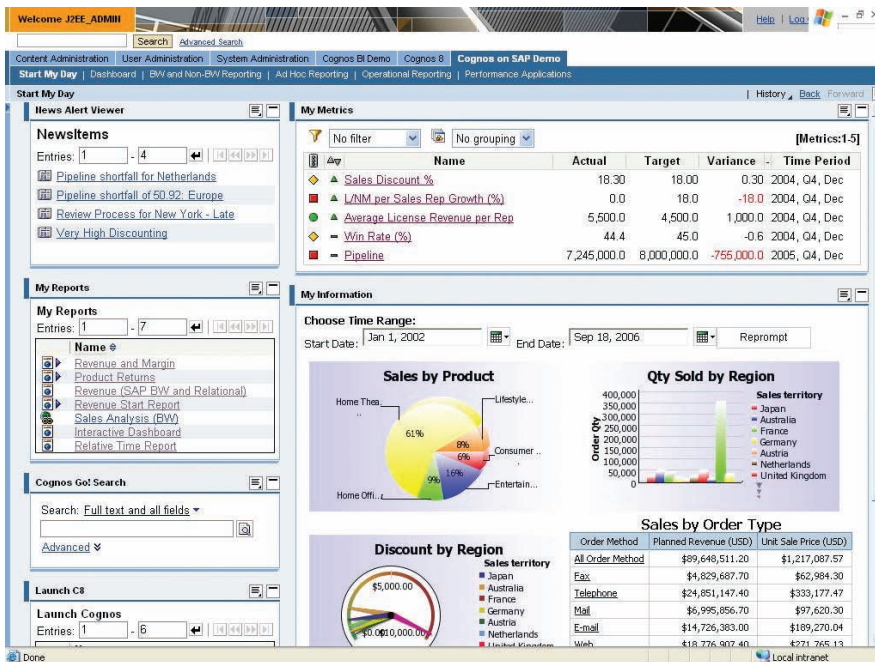 Welcome J2EE_ADMIN
Help | Log
Search Advanced Search
Content Administration User Administration System Administration Cognos BI Demo Cognos 8 Cognos on SAP Demo
Start My Day | Dashboard | BW and Non-BW Reporting | Ad Hoc Reporting | Operational Reporting | Performance Applications
Start My Day
| History Back Forward
News Alert Viewer
NewsItems
Entries: 1 - 4
Pipeline shortfall for Netherlands
Pipeline shortfall of 50.92: Europe
Review Process for New York - Late
Very High Discounting
My Metrics
No filter No grouping [Metrics:1-5]
Name Actual Target Variance - Time Period
Sales Discount % 18.30 18.00 0.30 2004, Q4, Dec
L/NM per Sales Rep Growth (%) 0.0 18.0 -18.0 2004, Q4, Dec
Average License Revenue per Rep 5,500.0 4,500.0 1,000.0 2004, Q4, Dec
Win Rate (%) 44.4 45.0 -0.6 2004, Q4, Dec
Pipeline 7,245,000.0 8,000,000.0 -755,000.0 2005, Q4, Dec
My Reports
My Reports
Entries: 1 - 7
Name
Revenue and Margin
Product Returns
Revenue (SAP BW and Relational)
Revenue Start Report
Sales Analysis (BW)
Interactive Dashboard
Relative Time Report
Cognos Go! Search
Search: Full text and all fields
Advanced
Launch C8
Launch Cognos
Entries: 1 - 6
My Information
Choose Time Range:
Start Date: Jan 1, 2002 End Date: Sep 18, 2006 Reprompt
Sales by Product
Home Thea..
Lifestyle...
61%
8%
6%
Consumer ..
16%
9%
Entertain...
Home Offi...
Qty Sold by Region
Order Qty
400,000
350,000
300,000
250,000
200,000
150,000
100,000
50,000
0
Sales territory
Japan
Australia
France
Germany
Austria
Netherlands
United Kingdom
Discount by Region
$5,000.00
$0.00
$10,000.00
Sales territory
Japan
Australia
France
Germany
Austria
Netherlands
United Kingdom
Sales by Order Type
Order Method Planned Revenue (USD) Unit Sale Price (USD)
All Order Method $89,648,511.20 $1,217,087.57
Fax $4,829,687.70 $62,984.30
Telephone $24,851,147.40 $333,177.47
Mail $6,995,856.70 $97,620.30
E-mail $14,726,383.00 $189,270.04
Web $18,776,907.40 $271,765.13
Done
Local intranet